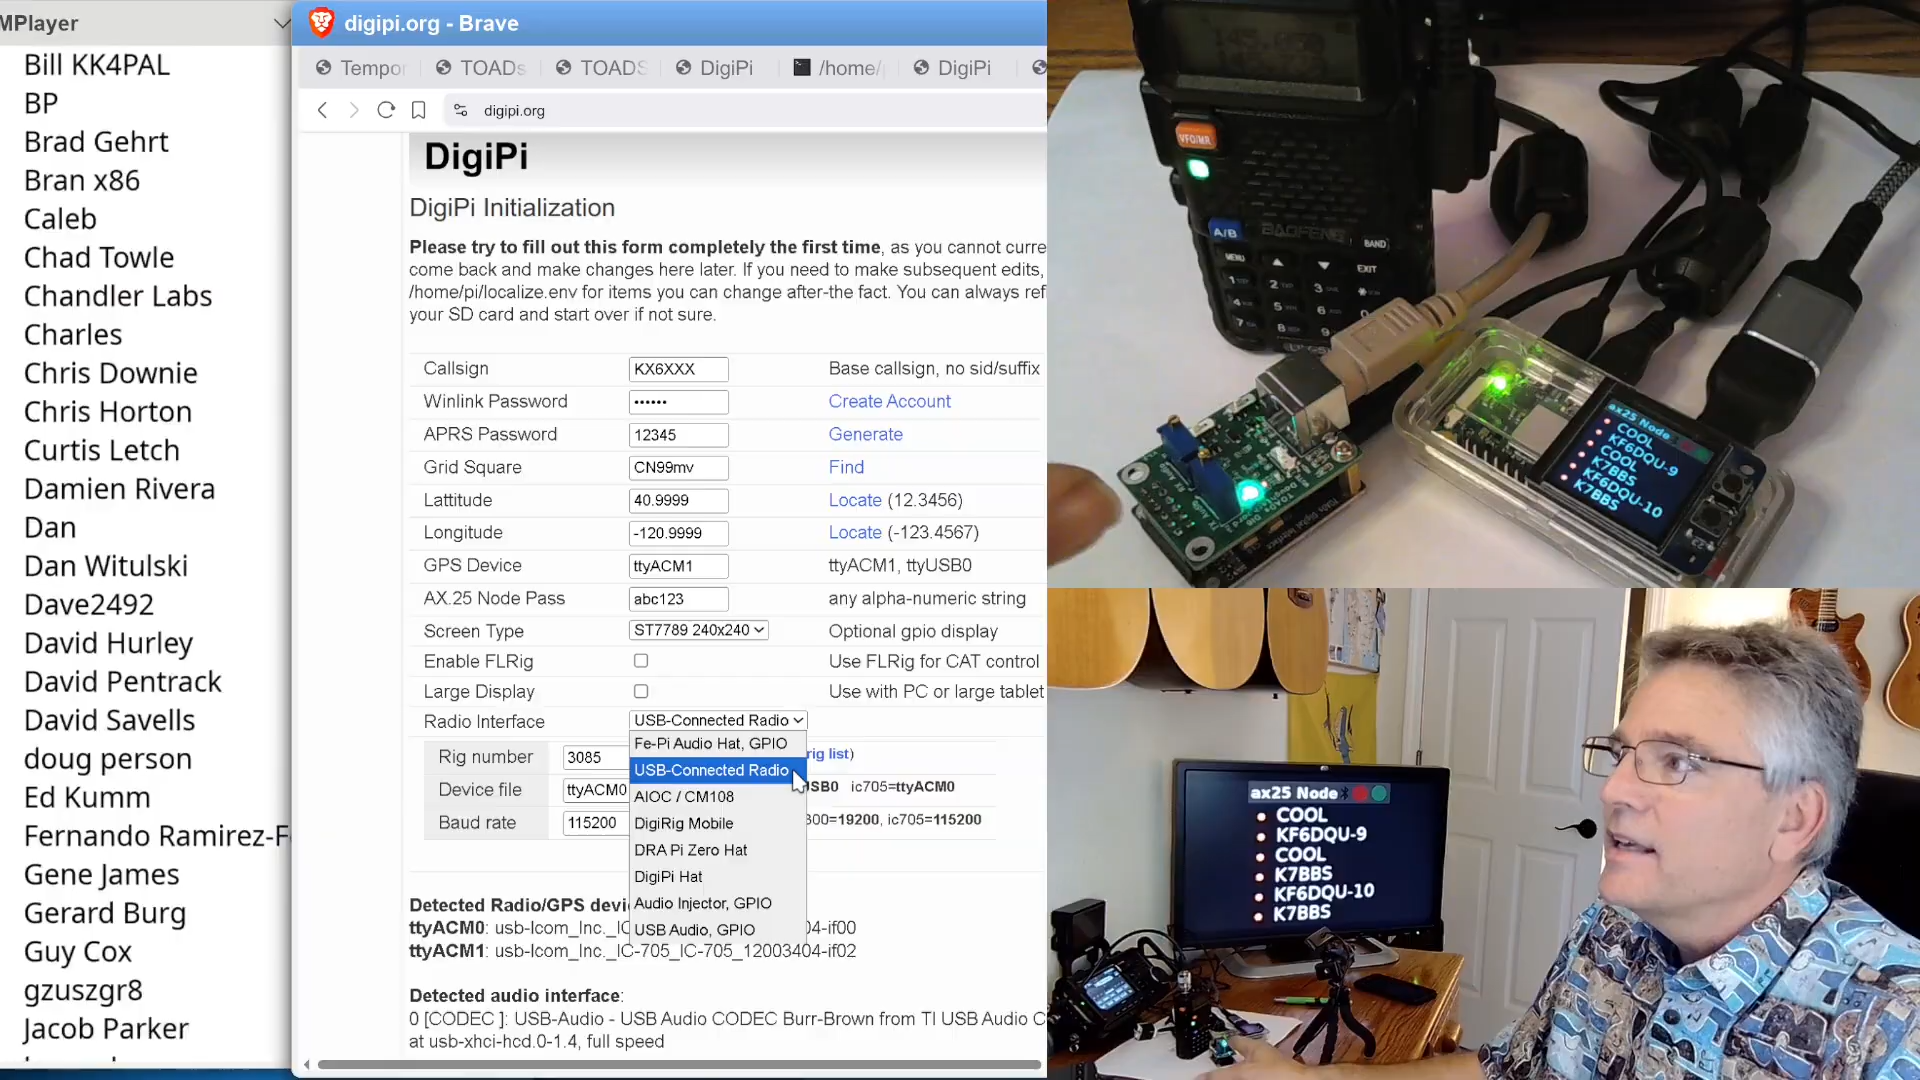 MPlayer
Bill KK4PAL
BP
Brad Gehrt
Bran x86
Caleb
Chad Towle
Chandler Labs
Charles
Chris Downie
Chris Horton
Curtis Letch
Damien Rivera
Dan
Dan Witulski
Dave2492
David Hurley
David Pentrack
David Savells
doug person
Ed Kumm
Fernando Ramirez-F
Gene James
Gerard Burg
Guy Cox
gzuszgr8
Jacob Parker
digipi.org - Brave
Tempor TOADs TOADS DigiPi /home/ DigiPi
digipi.org
DigiPi
DigiPi Initialization
Please try to fill out this form completely the first time, as you cannot curre
come back and make changes here later. If you need to make subsequent edits,
/home/pi/localize.env for items you can change after-the fact. You can always ref
your SD card and start over if not sure.
Callsign KX6XXX Base callsign, no sid/suffix
Winlink Password •••••• Create Account
APRS Password 12345 Generate
Grid Square CN99mv Find
Lattitude 40.9999 Locate (12.3456)
Longitude -120.9999 Locate (-123.4567)
GPS Device ttyACM1 ttyACM1, ttyUSB0
AX.25 Node Pass abc123 any alpha-numeric string
Screen Type ST7789 240x240 Optional gpio display
Enable FLRig Use FLRig for CAT control
Large Display Use with PC or large tablet
Radio Interface USB-Connected Radio
Fe-Pi Audio Hat, GPIO
USB-Connected Radio
AIOC / CM108
DigiRig Mobile
DRA Pi Zero Hat
DigiPi Hat
Audio Injector, GPIO
USB Audio, GPIO
Rig number 3085 rig list)
Device file ttyACM0 SB0 ic705=ttyACM0
Baud rate 115200 300=19200, ic705=115200
Detected Radio/GPS devi
ttyACM0: usb-Icom_Inc._IC 04-if00
ttyACM1: usb-Icom_Inc._IC-705_IC-705_12003404-if02
Detected audio interface:
0 [CODEC ]: USB-Audio - USB Audio CODEC Burr-Brown from TI USB Audio C
at usb-xhci-hcd.0-1.4, full speed
VFO/MR
A/B
BAOFENG
BAND
MENU
EXIT
ax25 Node
COOL
KF6DQU-9
COOL
K7BBS
KF6DQU-10
K7BBS
ax25 Node
COOL
KF6DQU-9
COOL
K7BBS
KF6DQU-10
K7BBS